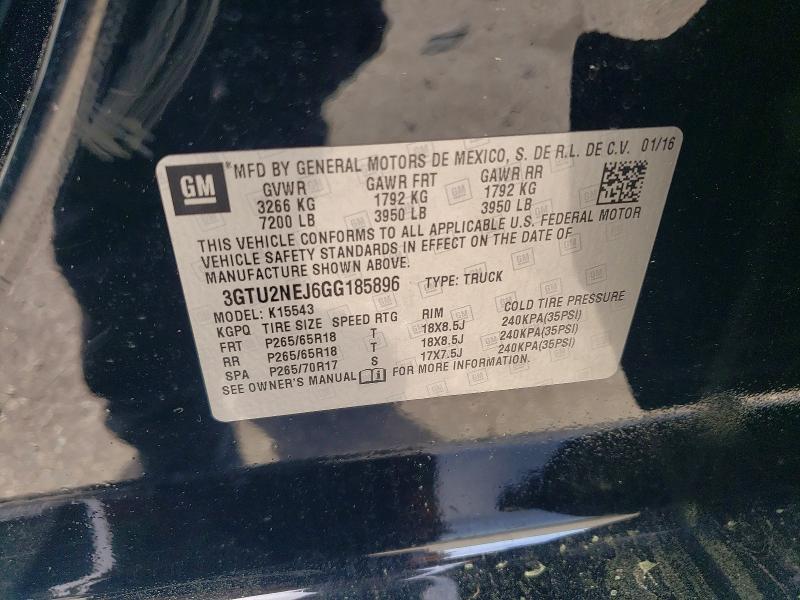 GM *MFD BY GENERAL MOTORS DE MEXICO, S. DE R.L. DE C.V. 01/16
GVWR GAWR FRT GAWR RR
3266 KG 1792 KG 1792 KG
7200 LB 3950 LB 3950 LB
THIS VEHICLE CONFORMS TO ALL APPLICABLE U.S. FEDERAL MOTOR
VEHICLE SAFETY STANDARDS IN EFFECT ON THE DATE OF
MANUFACTURE SHOWN ABOVE.
3GTU2NEJ6GG185896 TYPE: TRUCK
MODEL: K15543
KGPQ TIRE SIZE SPEED RTG RIM COLD TIRE PRESSURE
FRT P265/65R18 T 18X8.5J 240KPA(35PSI)
RR P265/65R18 T 18X8.5J 240KPA(35PSI)
SPA P265/70R17 S 17X7.5J 240KPA(35PSI)
SEE OWNER'S MANUAL FOR MORE INFORMATION.